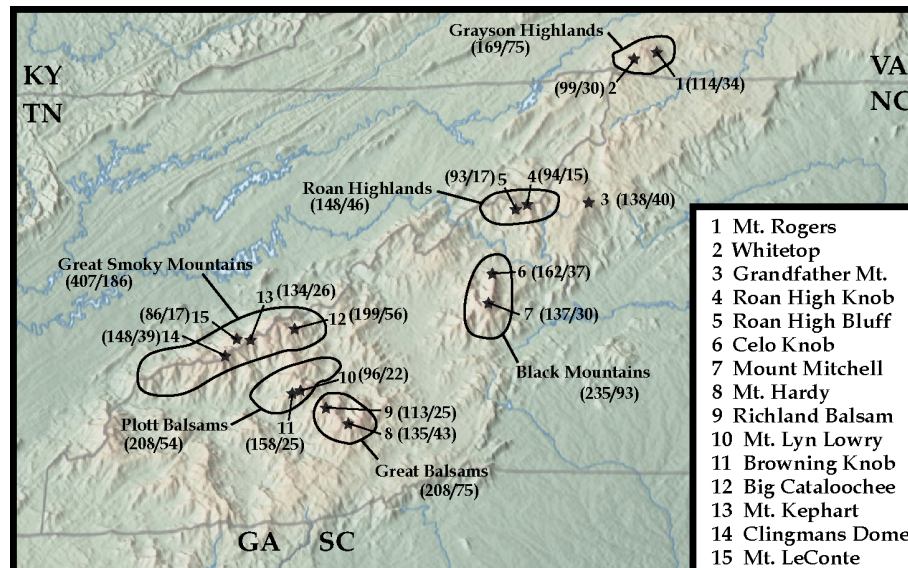 Grayson Highlands
(169/75)
KY
VA
(99/30) 2
1(114/34)
TN
NC
(93/17)
4(94/15)
5
Roan Highlands
(148/46)
3 (138/40)
Great Smoky Mountains
(407/186)
6 (162/37)
13 (134/26)
(86/17)15
12 (199/56)
7 (137/30)
(148/39)14
10 (96/22)
Black Mountains
(235/93)
Plott Balsams
(208/54)
11
(158/25)
9 (113/25)
8 (135/43)
Great Balsams
(208/75)
GA
SC
1 Mt. Rogers
2 Whitetop
3 Grandfather Mt.
4 Roan High Knob
5 Roan High Bluff
6 Celo Knob
7 Mount Mitchell
8 Mt. Hardy
9 Richland Balsam
10 Mt. Lyn Lowry
11 Browning Knob
12 Big Cataloochee
13 Mt. Kephart
14 Clingmans Dome
15 Mt. LeConte